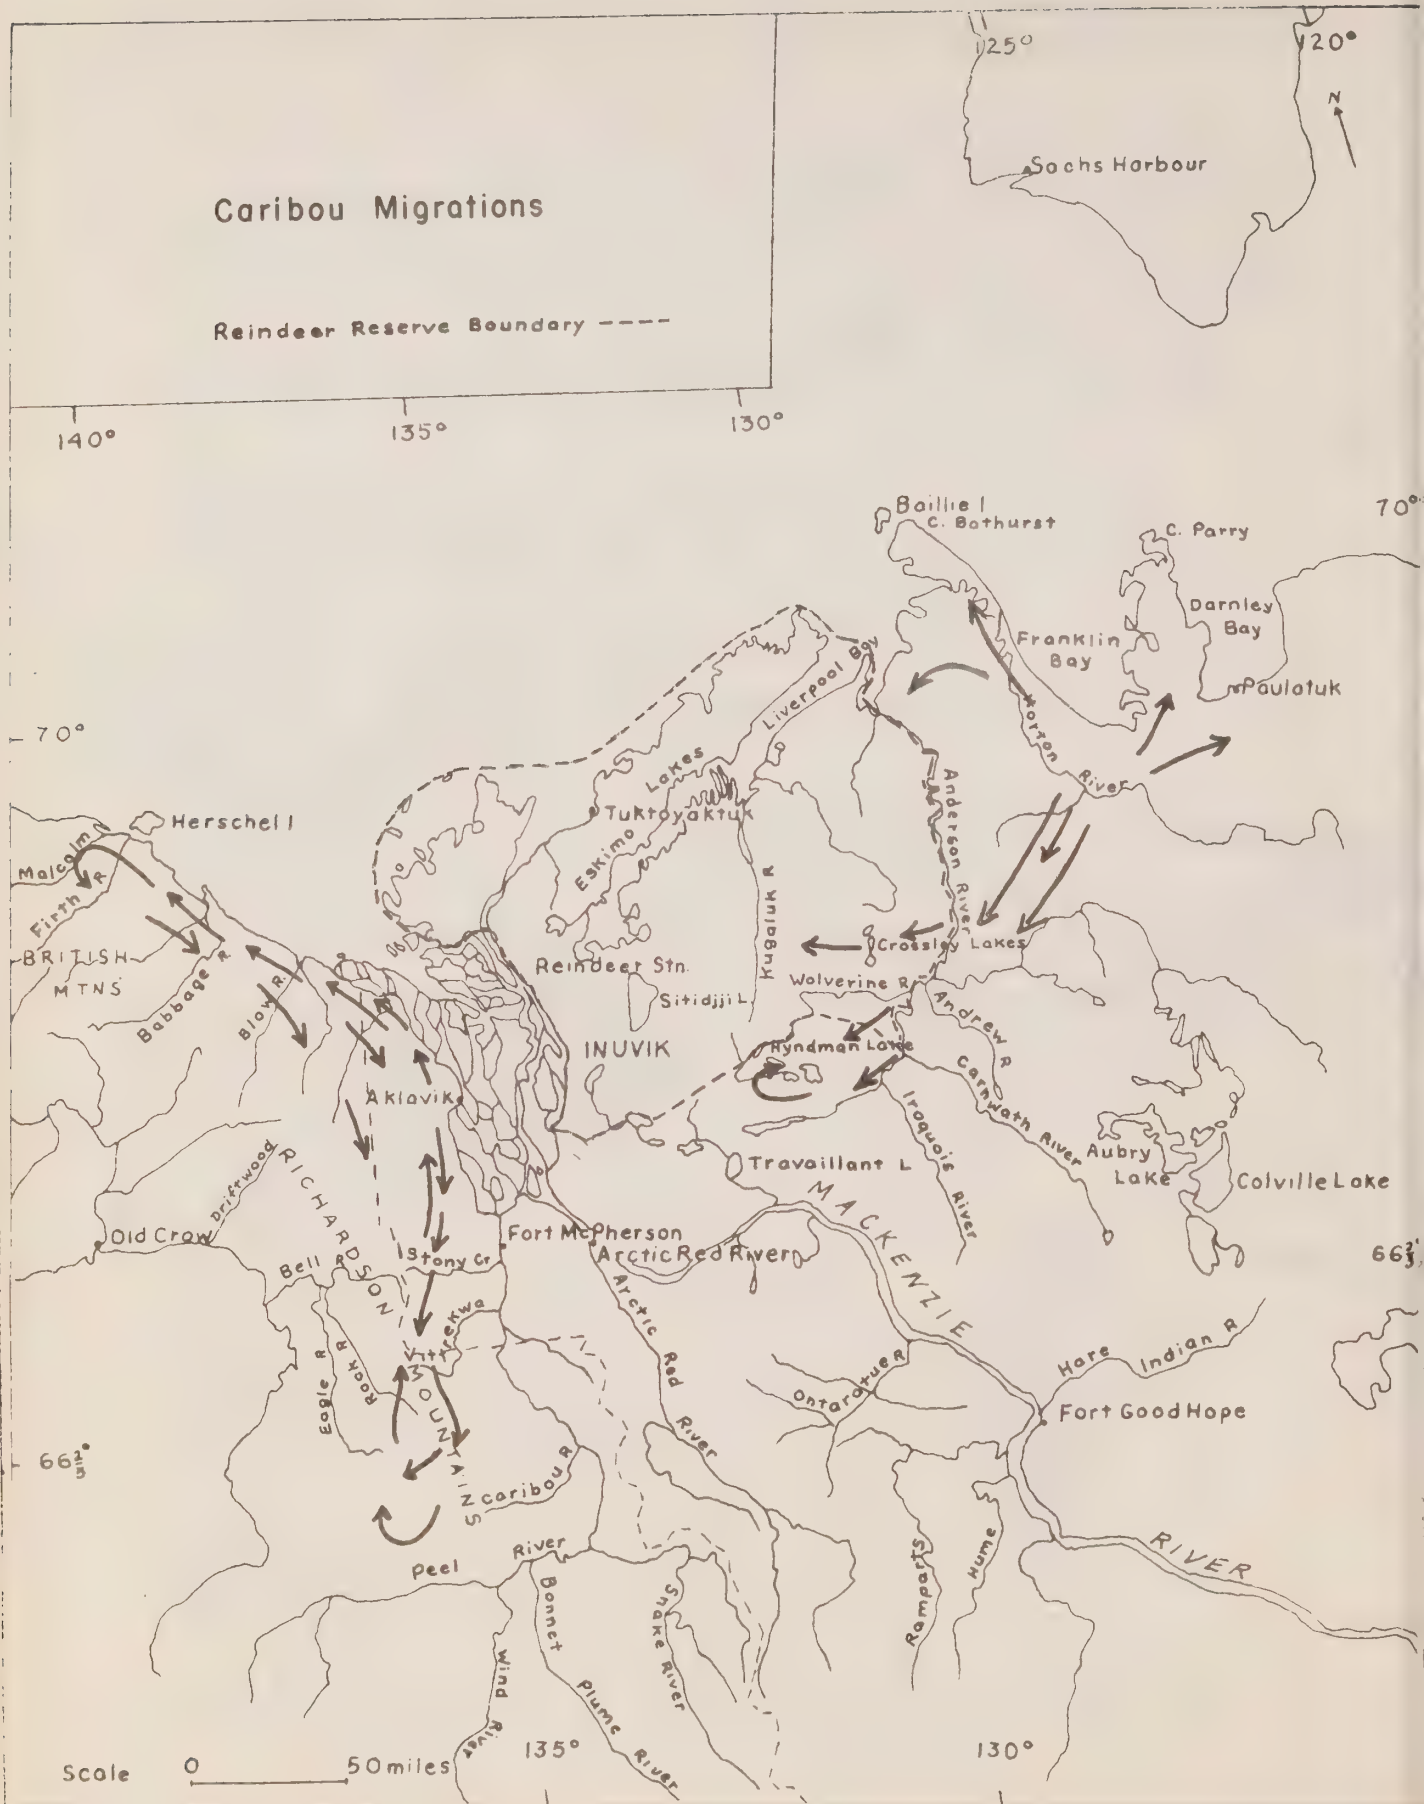 125°
120°
N
Sachs Harbour
Caribou Migrations
Reindeer Reserve Boundary ----
140°
135°
130°
Baillie I
C. Bathurst
70°
C. Parry
Darnley
Bay
Franklin
Bay
Liverpool Bay
Paulatuk
70°
Horton
River
Eskimo
Lakes
Tuktoyaktuk
Anderson River
Herschel I
Malcolm
Firth R
BRITISH
MTNS
Babbage R
Blow R.
Kugaluk R
Crossley Lakes
Reindeer Stn.
Sitidjji L.
Wolverine R
Andrew R
INUVIK
Hyndman Lake
Aklavik
Iroquois
River
Carnwath River
Aubry
Lake
Colville Lake
Travaillant L
Driftwood
RICHARDSON
MOUNTAINS
Old Crow
Fort McPherson
Arctic Red River
MACKENZIE
66⅔°
Bell R
Stony Cr
Vittrekwa
Eagle R
Rock R
Arctic
Red
River
Ontaratue R
Hare Indian R
Fort Good Hope
66⅔°
Caribou R
Peel
River
Ramparts
Hume
RIVER
Bonnet
Plume
River
Snake River
Wind
River
135°
130°
Scale 0 50 miles